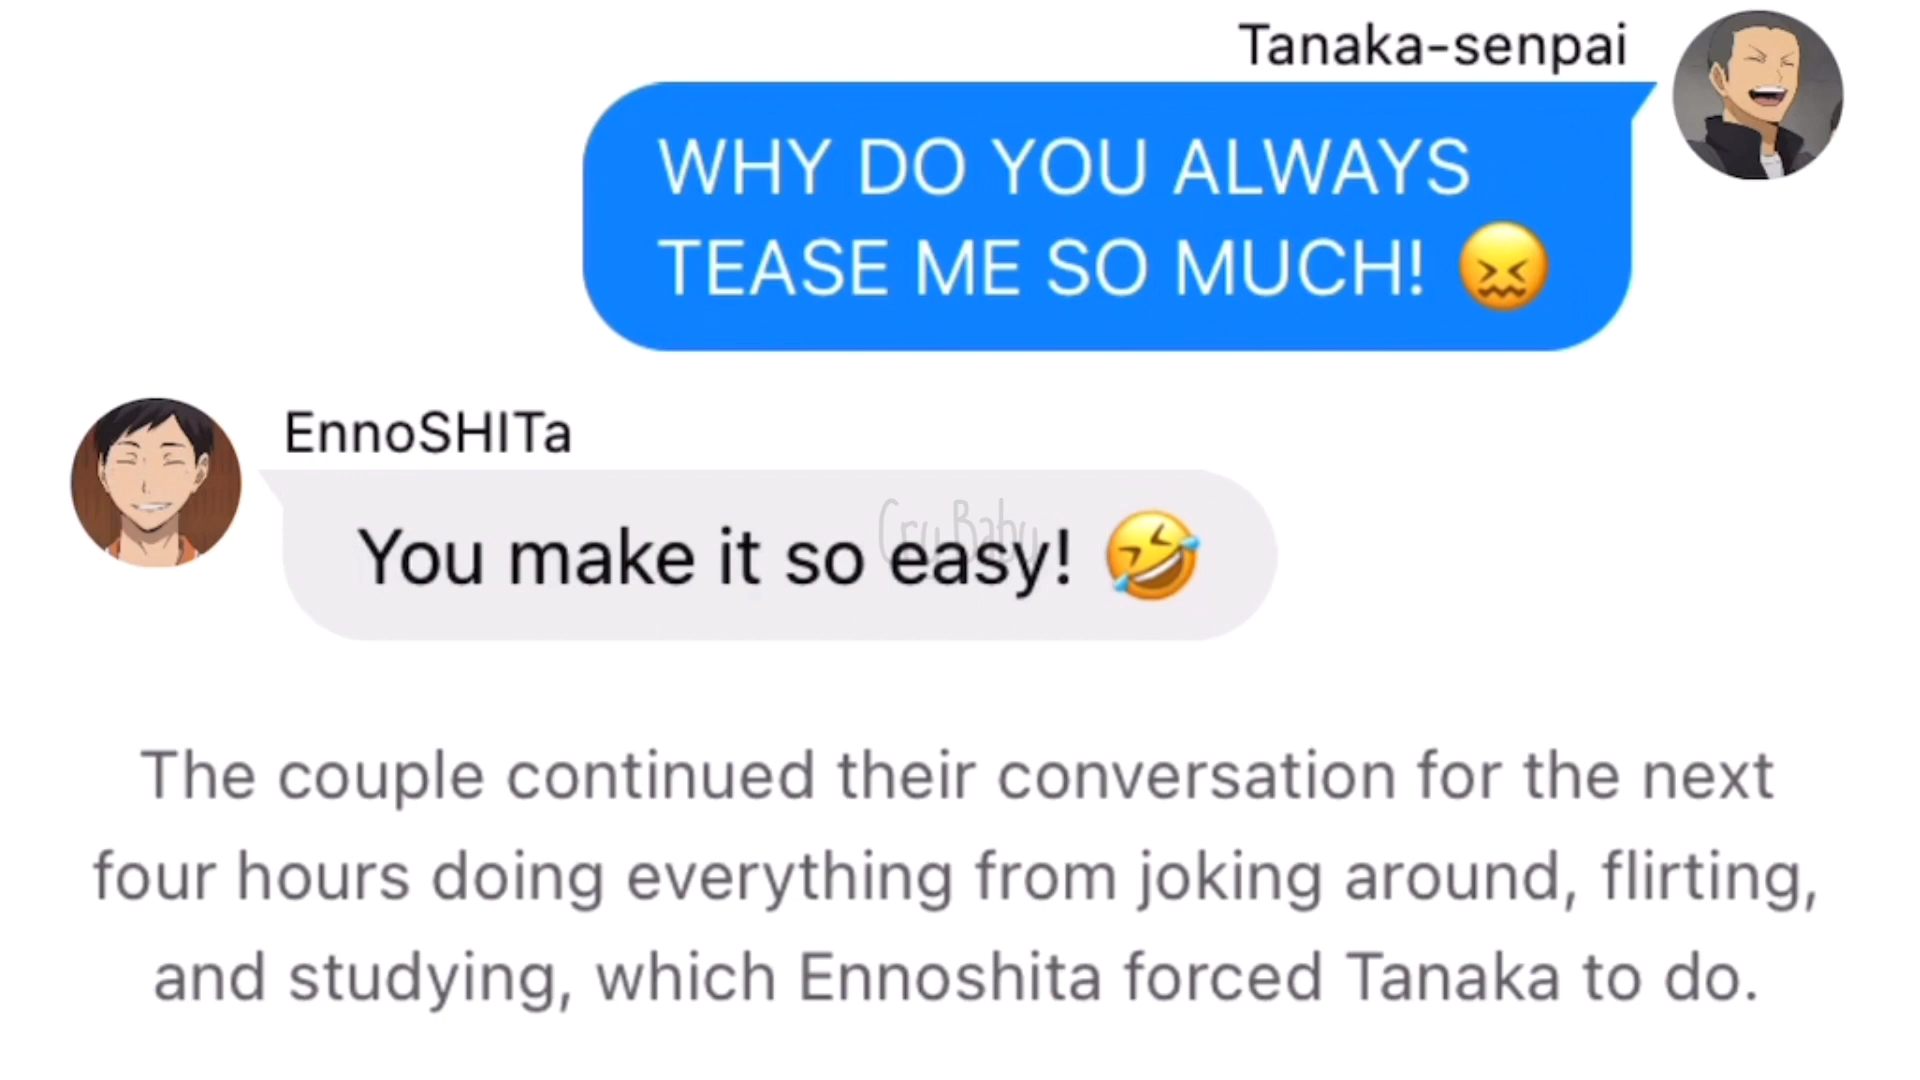 Tanaka-senpai
WHY DO YOU ALWAYS
TEASE ME SO MUCH! 😖
EnnoSHITa
You make it so easy! 🤣
Cry Baby
The couple continued their conversation for the next
four hours doing everything from joking around, flirting,
and studying, which Ennoshita forced Tanaka to do.